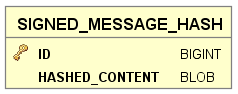 SIGNED_MESSAGE_HASH
ID BIGINT
HASHED_CONTENT BLOB